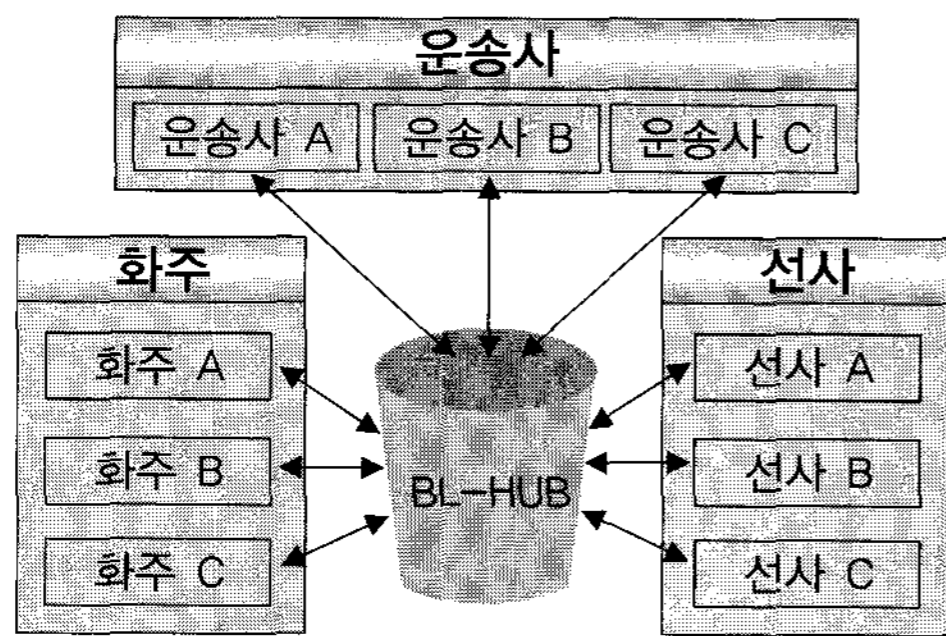 운송사
운송사 A 운송사 B 운송사 C
화주
화주 A
화주 B
화주 C
BL-HUB
선사
선사 A
선사 B
선사 C